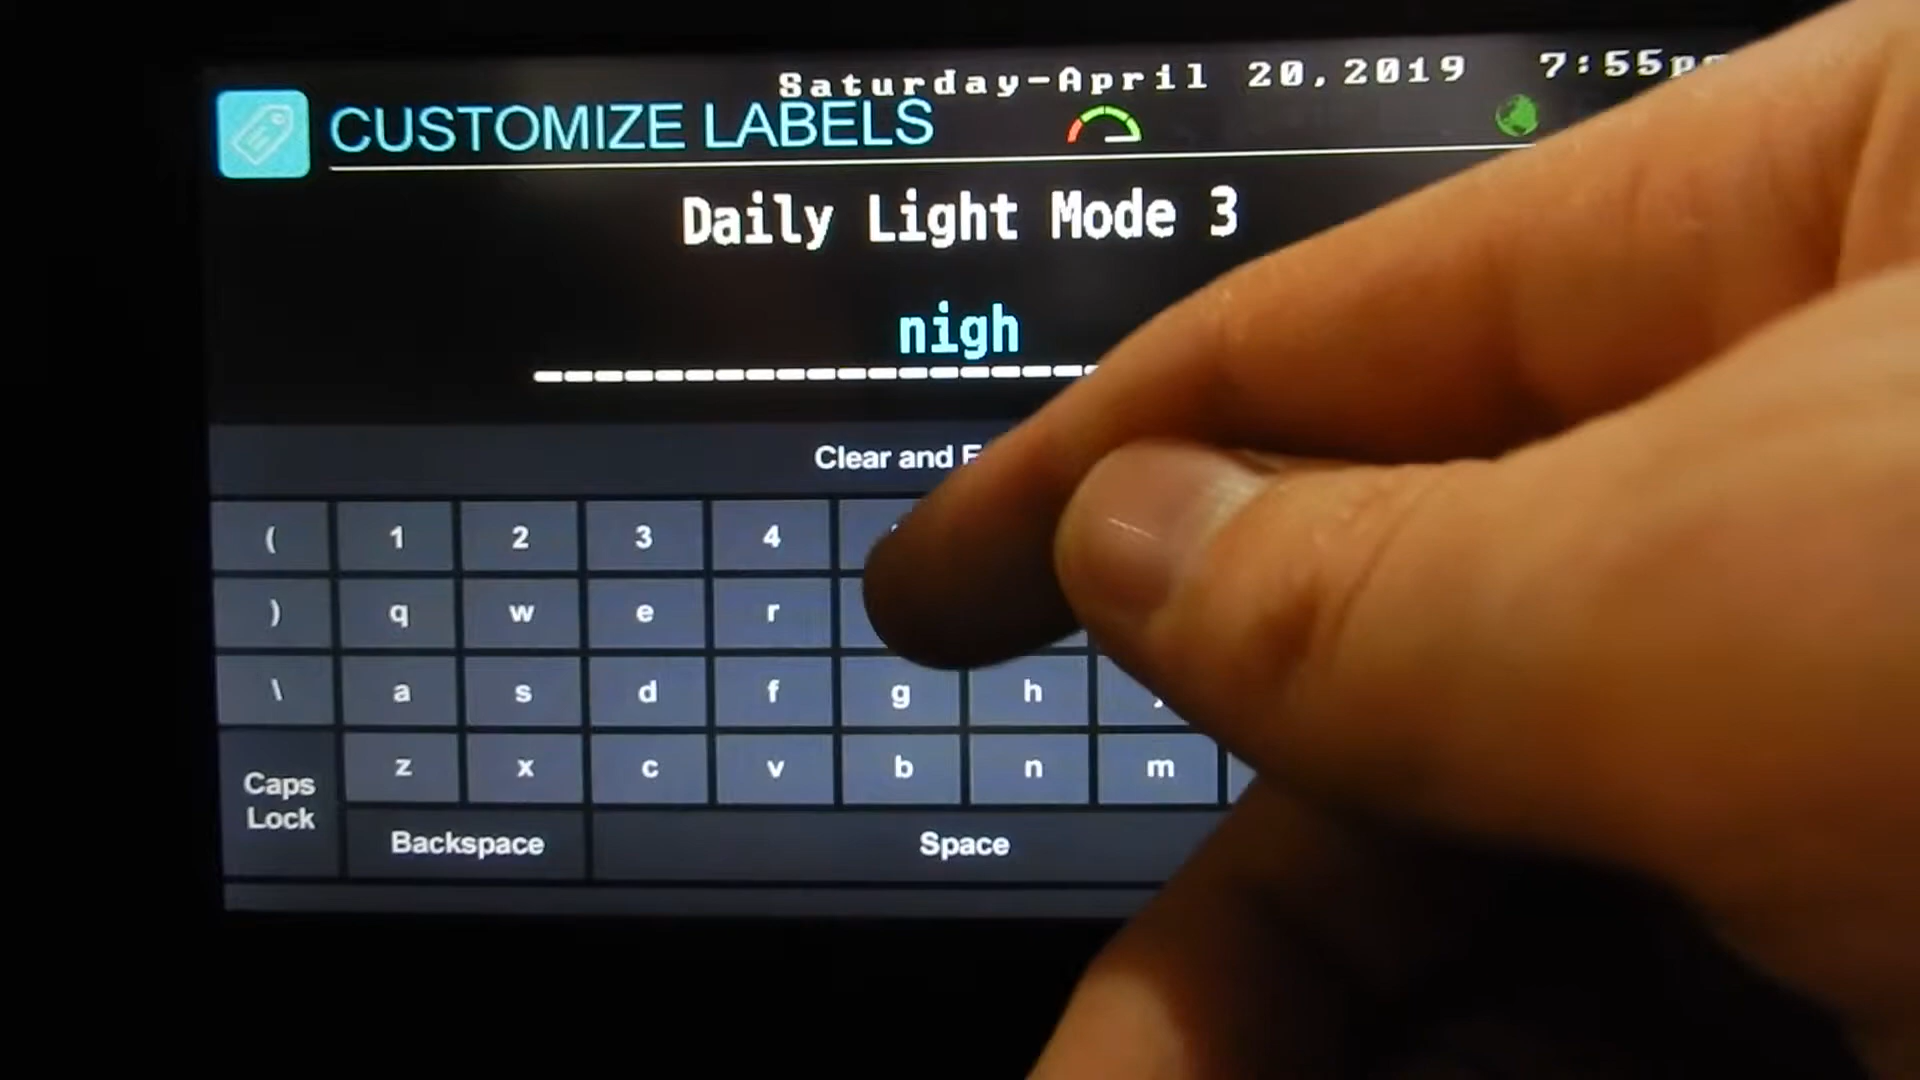 Saturday-April 20,2019 7:55p
CUSTOMIZE LABELS
Daily Light Mode 3
nigh
Clear and
( 1 2 3 4
) q w e r
\ a s d f g h
z x c v b n m
Caps Lock
Backspace Space